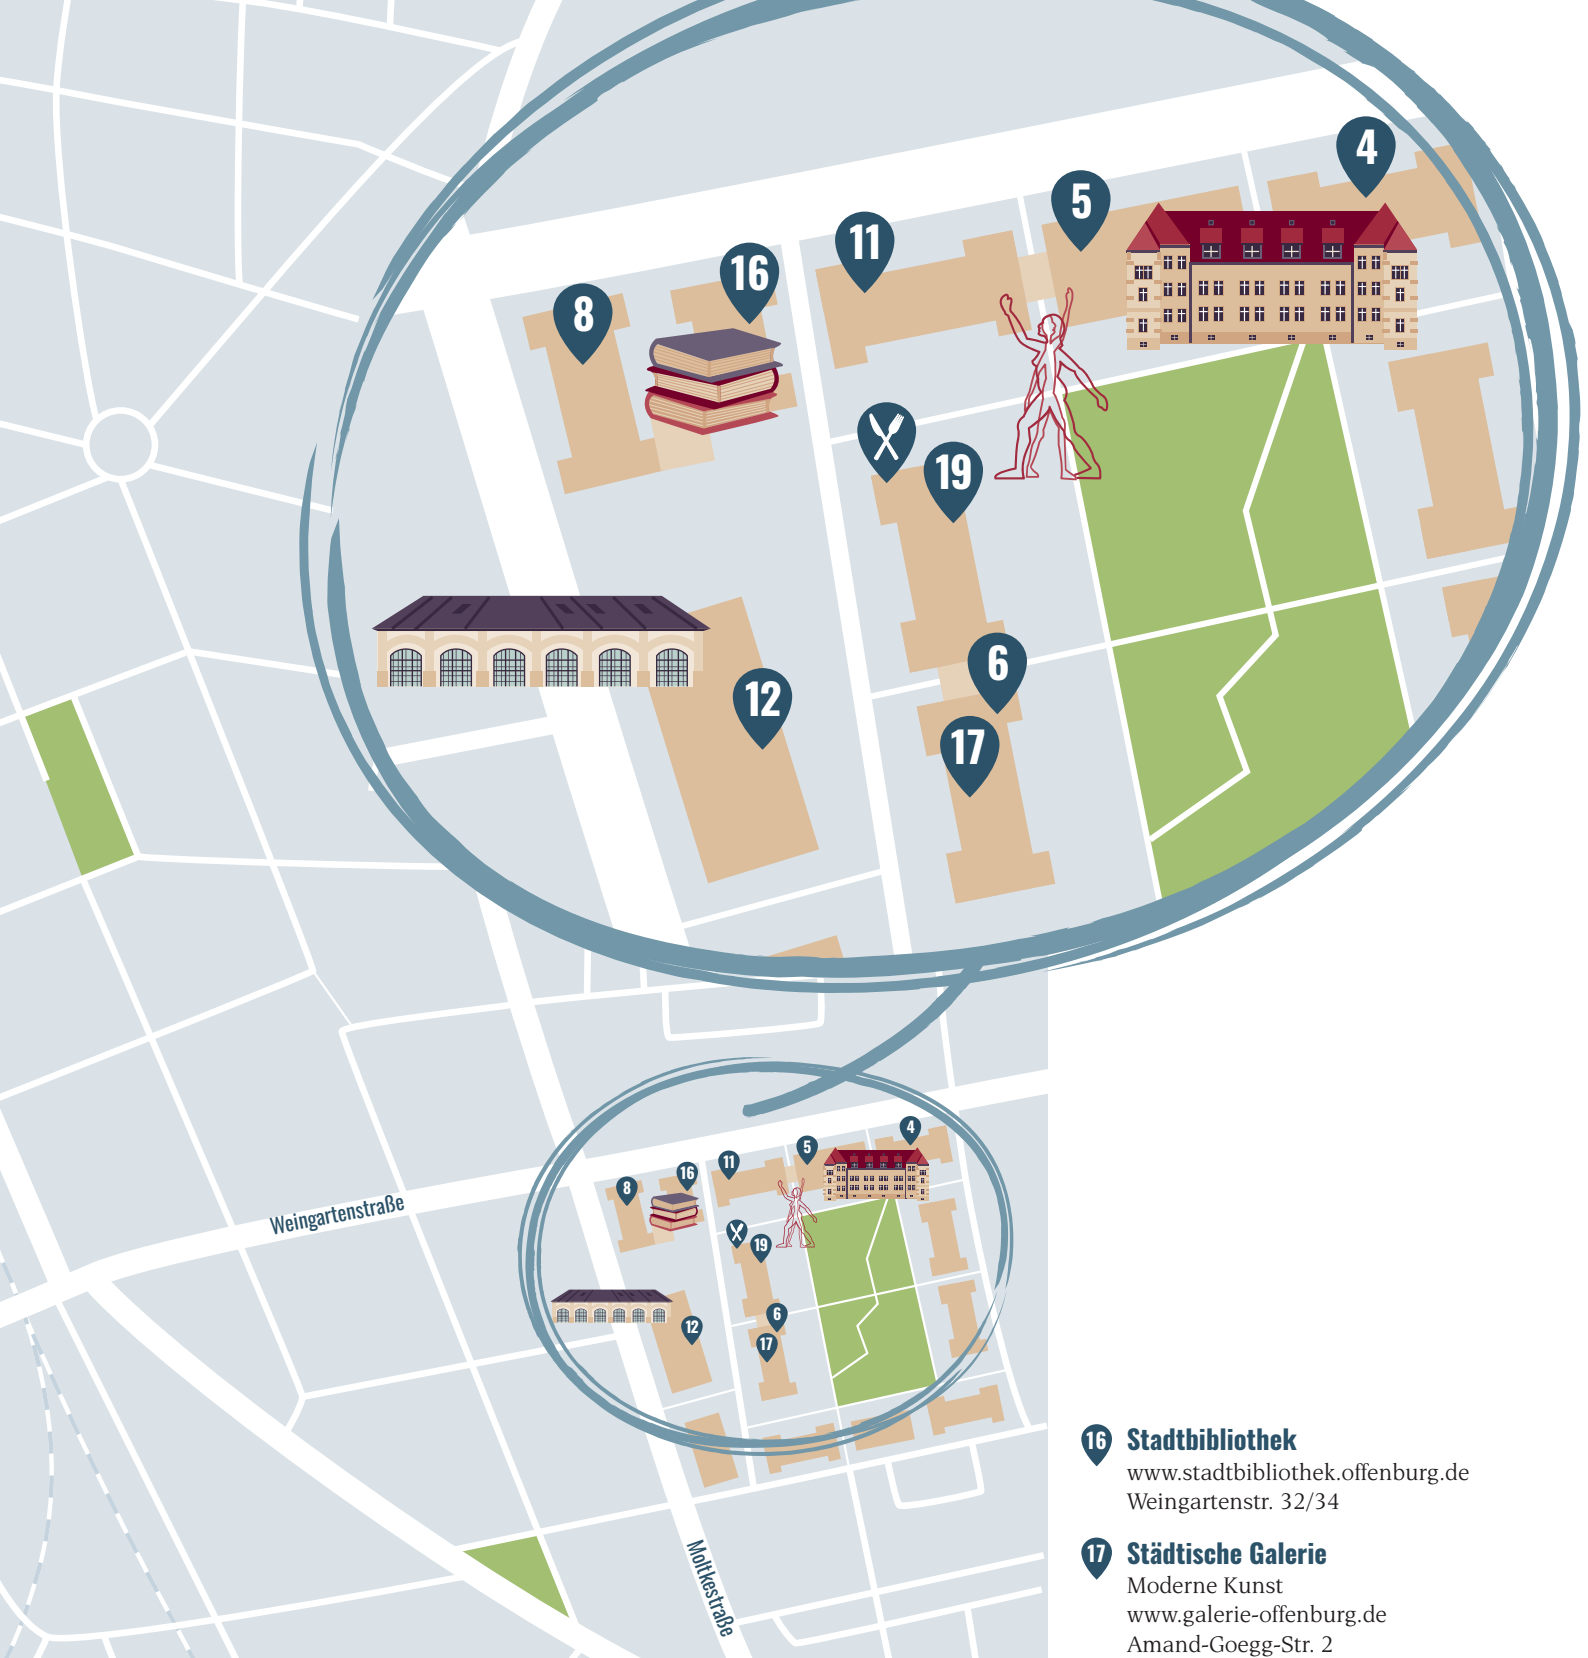 4
5
11
16
8
19
6
12
17
4
5
11
16
8
19
6
12
17
Weingartenstraße
Moltkestraße
16 Stadtbibliothek
www.stadtbibliothek.offenburg.de
Weingartenstr. 32/34
17 Städtische Galerie
Moderne Kunst
www.galerie-offenburg.de
Amand-Goegg-Str. 2